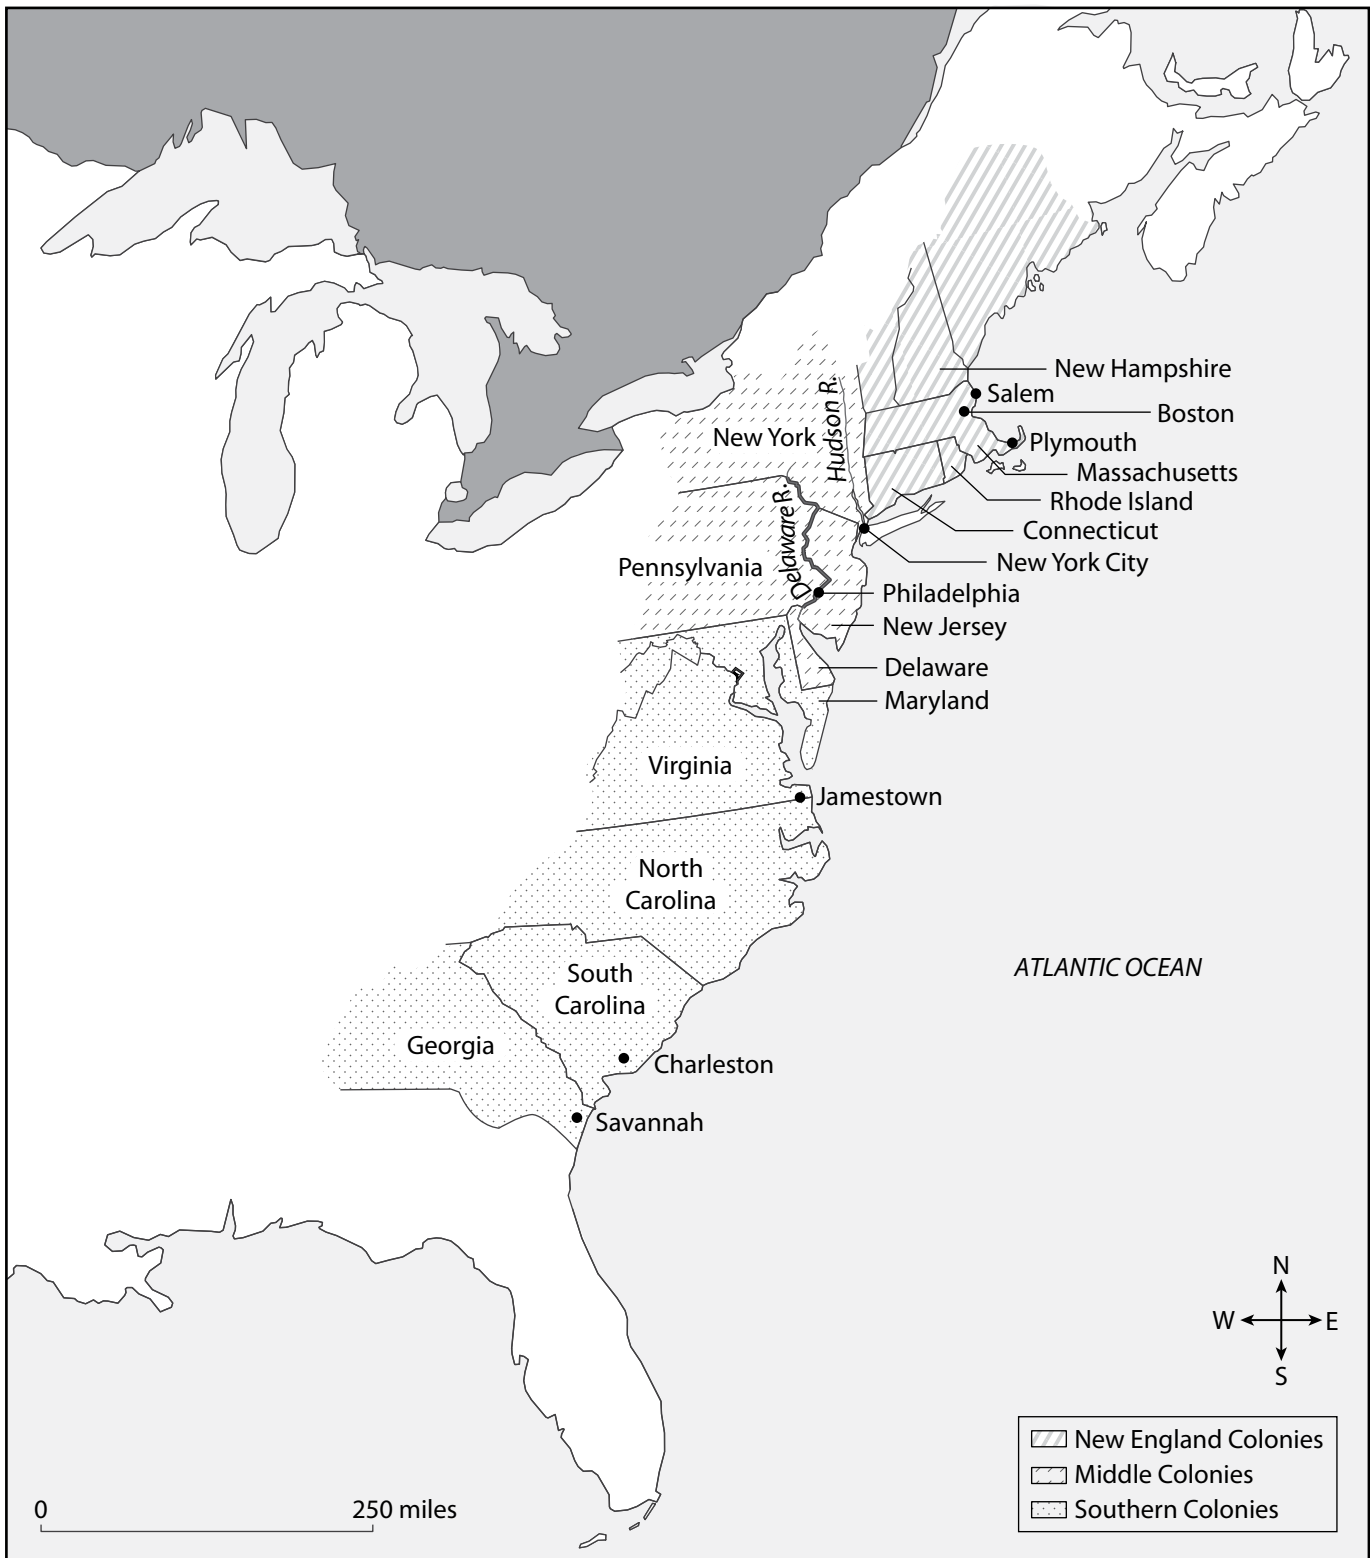 New Hampshire
Salem
Boston
Hudson R.
New York
Plymouth
Massachusetts
Rhode Island
Delaware R.
Connecticut
New York City
Pennsylvania
Philadelphia
New Jersey
Delaware
Maryland
Virginia
Jamestown
North
Carolina
ATLANTIC OCEAN
South
Carolina
Georgia
Charleston
Savannah
N
W
E
S
New England Colonies
Middle Colonies
Southern Colonies
0
250 miles